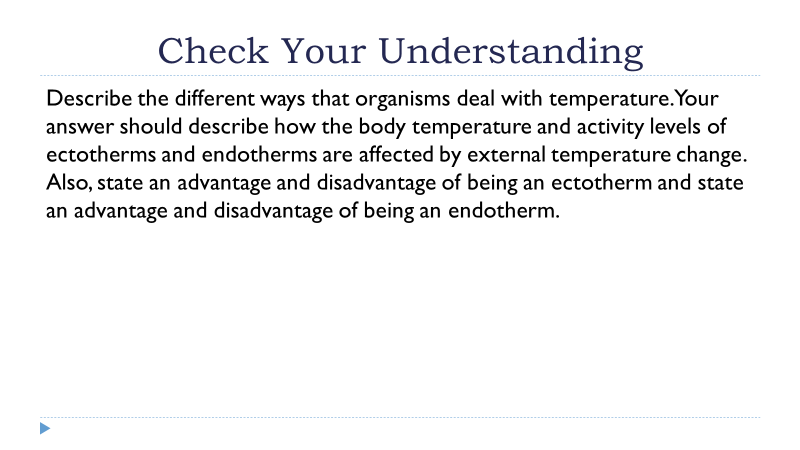 Check Your Understanding
Describe the different ways that organisms deal with temperature.Your
answer should describe how the body temperature and activity levels of
ectotherms and endotherms are affected by external temperature change.
Also, state an advantage and disadvantage of being an ectotherm and state
an advantage and disadvantage of being an endotherm.